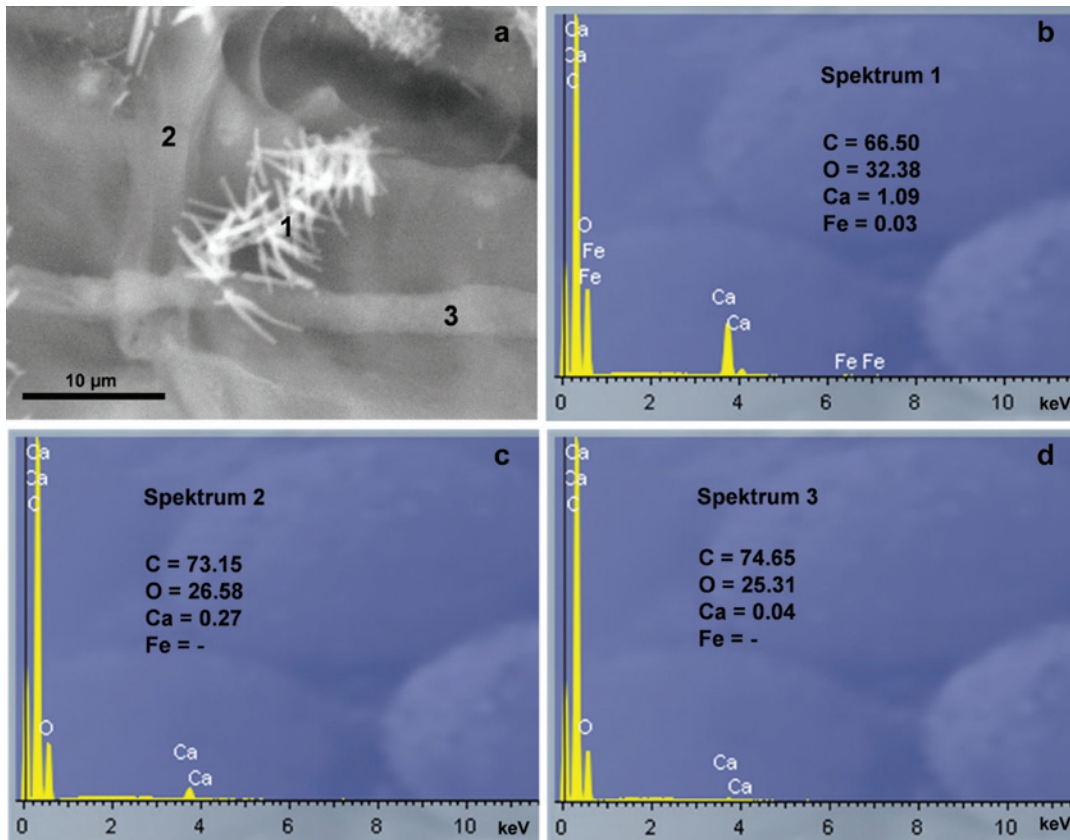 a
2
1
3
10 µm
b
Ca
Ca
C
Spektrum 1
C = 66.50
O = 32.38
Ca = 1.09
Fe = 0.03
O
Fe
Fe
Ca
Ca
Fe Fe
0 2 4 6 8 10 keV
c
Ca
Ca
C
Spektrum 2
C = 73.15
O = 26.58
Ca = 0.27
Fe = -
O
Ca
Ca
0 2 4 6 8 10 keV
d
Ca
Ca
C
Spektrum 3
C = 74.65
O = 25.31
Ca = 0.04
Fe = -
O
Ca
Ca
0 2 4 6 8 10 keV